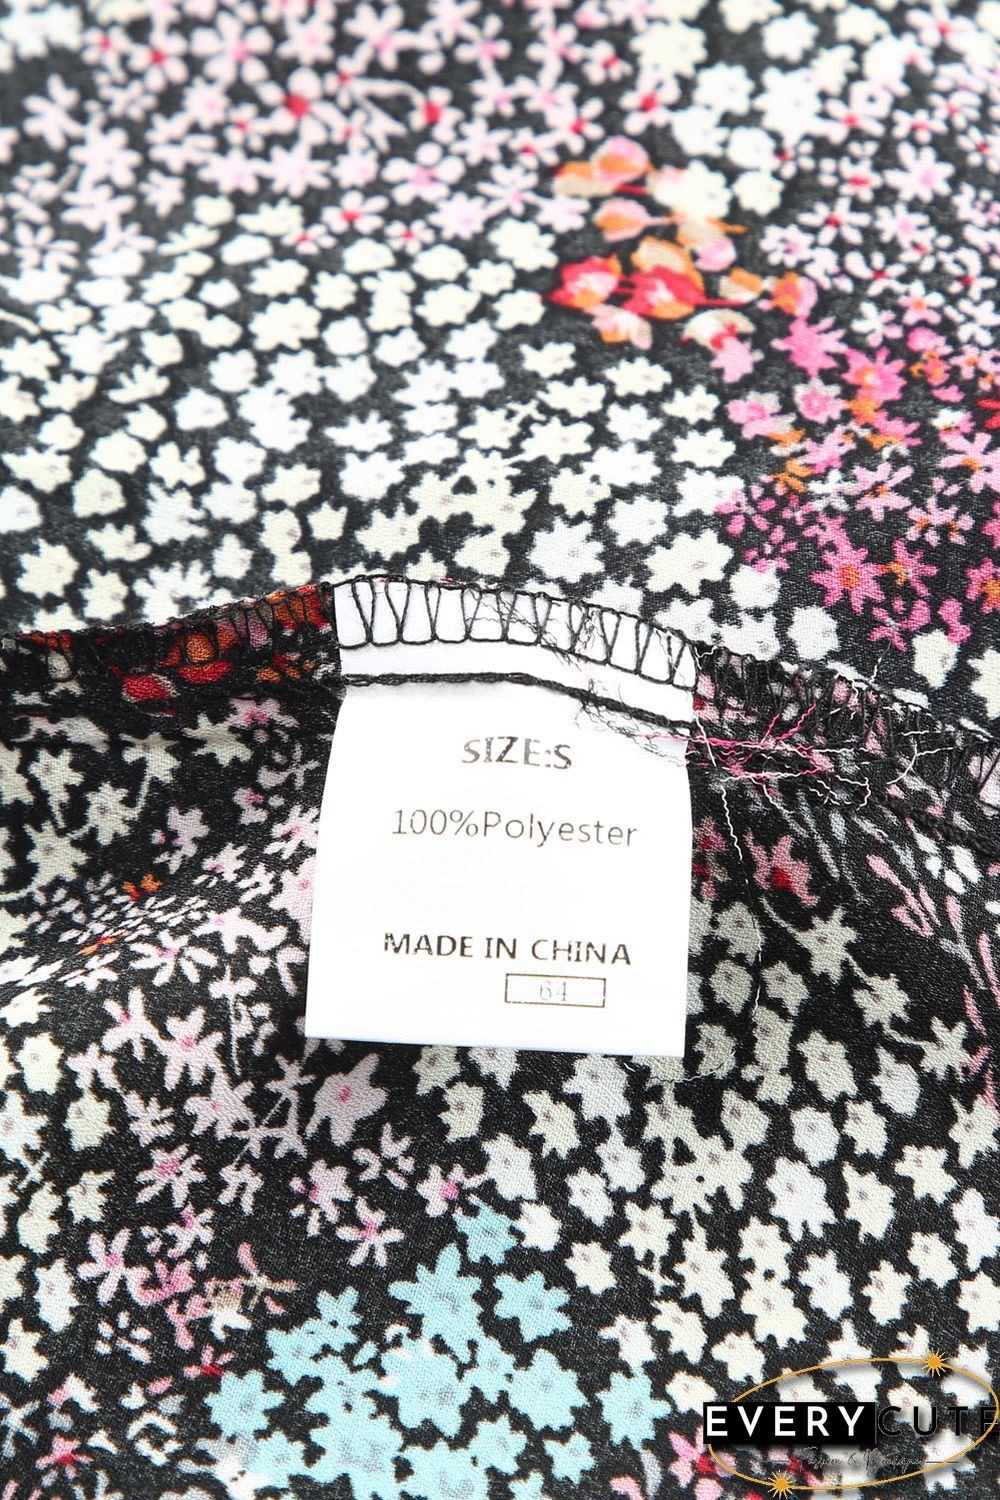 SIZE:S
100%Polyester
MADE IN CHINA
64
EVERYCUTE